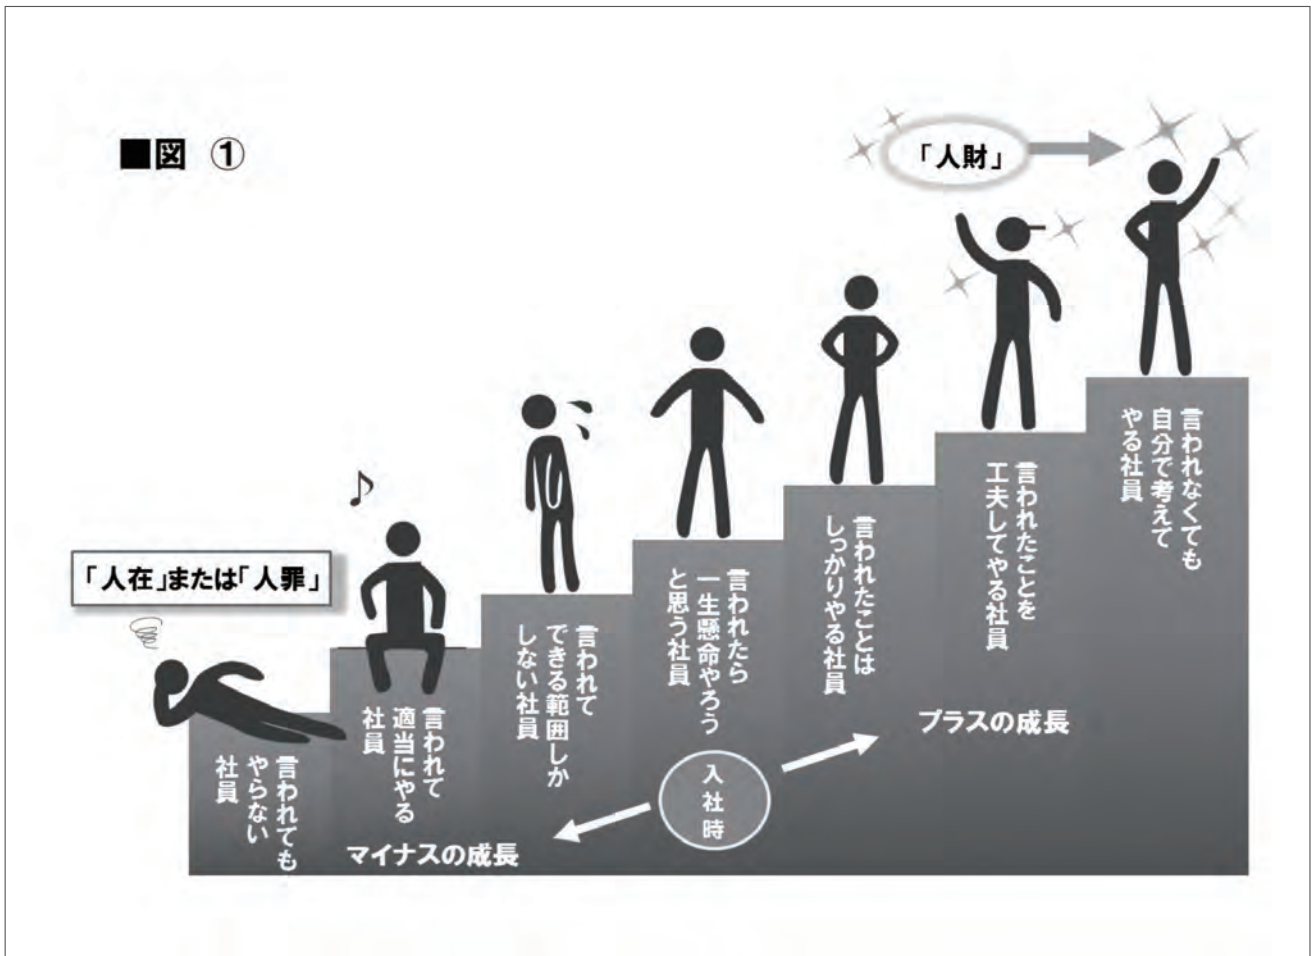 ■図 ①
「人財」
「人在」または「人罪」
言われても
やらない
社員
言われて
適当にやる
社員
言われて
できる範囲しか
しない社員
言われたら
一生懸命やろう
と思う社員
言われたことは
しっかりやる社員
言われたことを
工夫してやる社員
言われなくても
自分で考えて
やる社員
入社時
プラスの成長
マイナスの成長